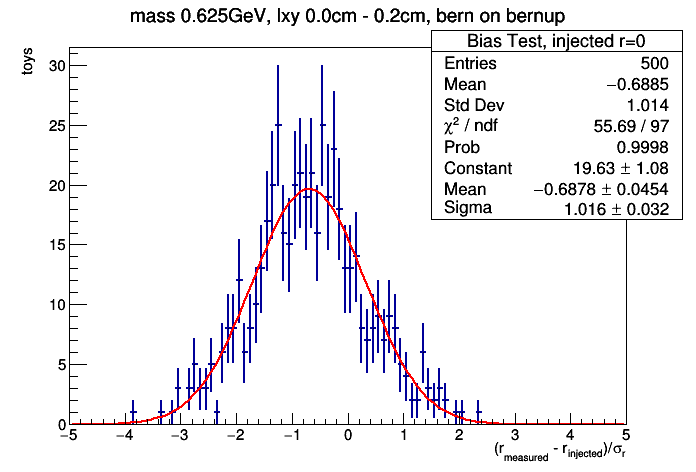 mass 0.625GeV, lxy 0.0cm - 0.2cm, bern on bernup
toys
Bias Test, injected r=0
Entries 500
Mean −0.6885
Std Dev 1.014
χ² / ndf 55.69 / 97
Prob 0.9998
Constant 19.63 ± 1.08
Mean −0.6878 ± 0.0454
Sigma 1.016 ± 0.032
30
25
20
15
10
5
0
−5 −4 −3 −2 −1 0 1 2 3 4 5
(r_measured - r_injected)/σ_r